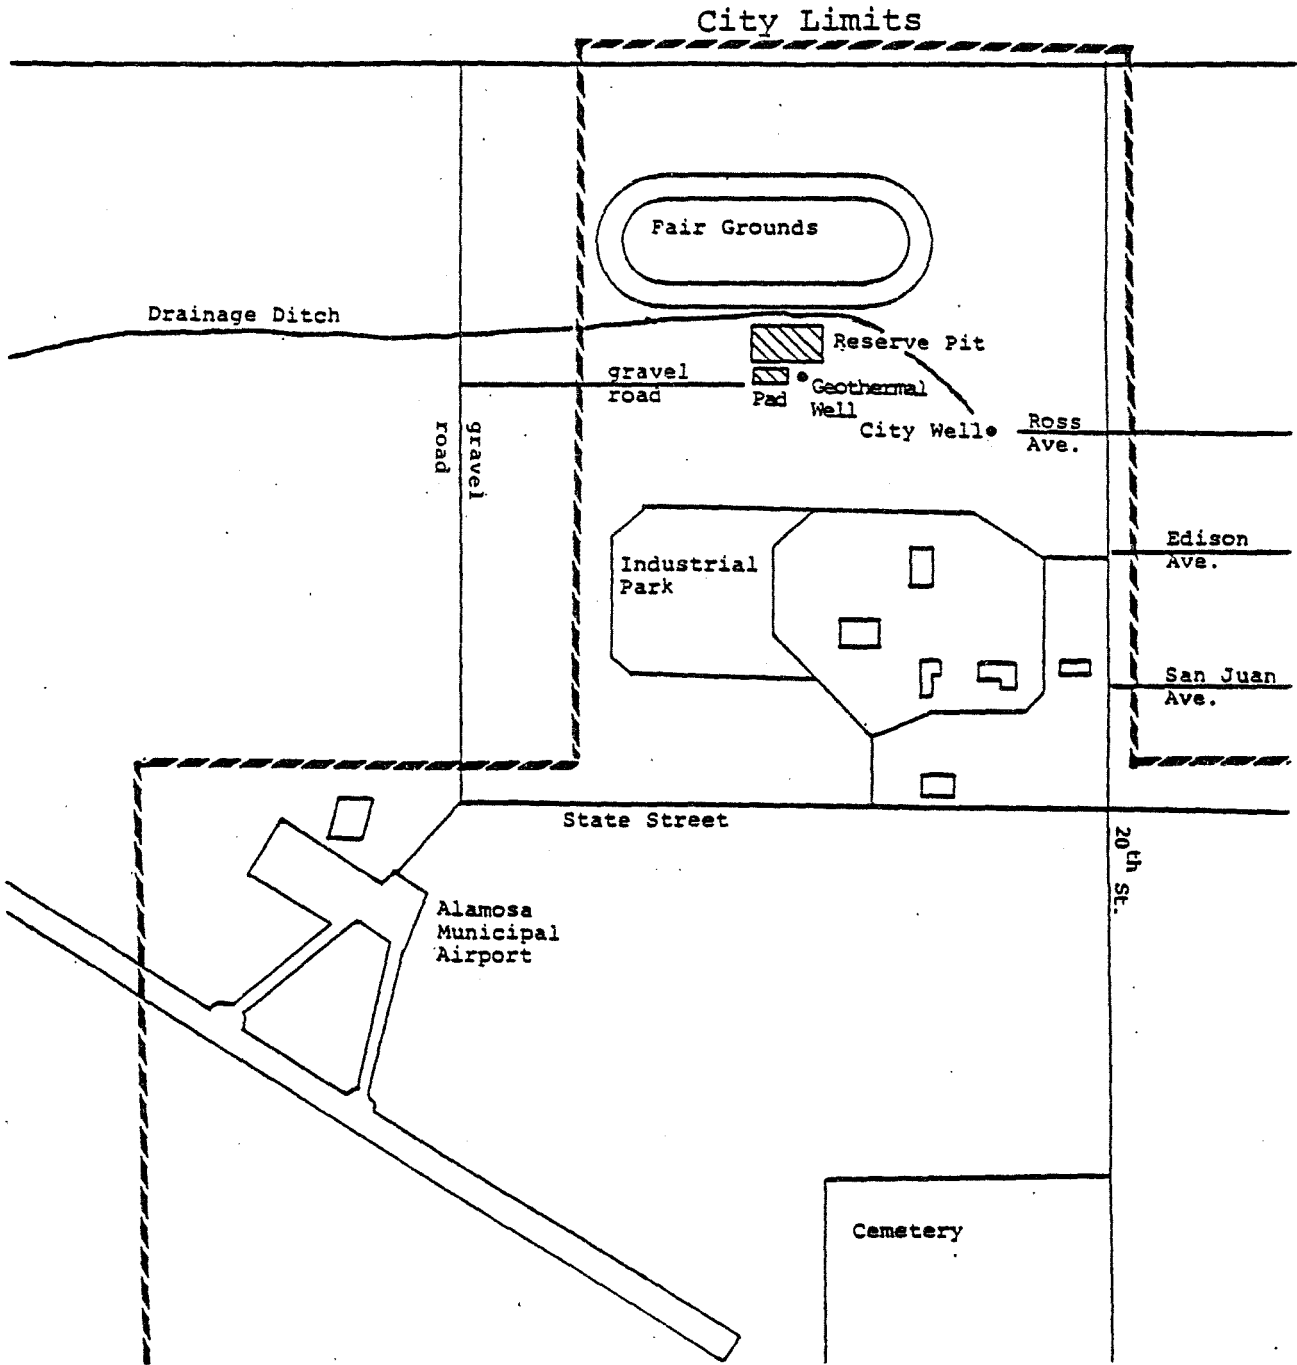 City Limits
Fair Grounds
Drainage Ditch
Reserve Pit
gravel
road
Pad
Geothermal
Well
City Well
Ross
Ave.
gravel
road
Edison
Ave.
Industrial
Park
San Juan
Ave.
State Street
20th St.
Alamosa
Municipal
Airport
Cemetery